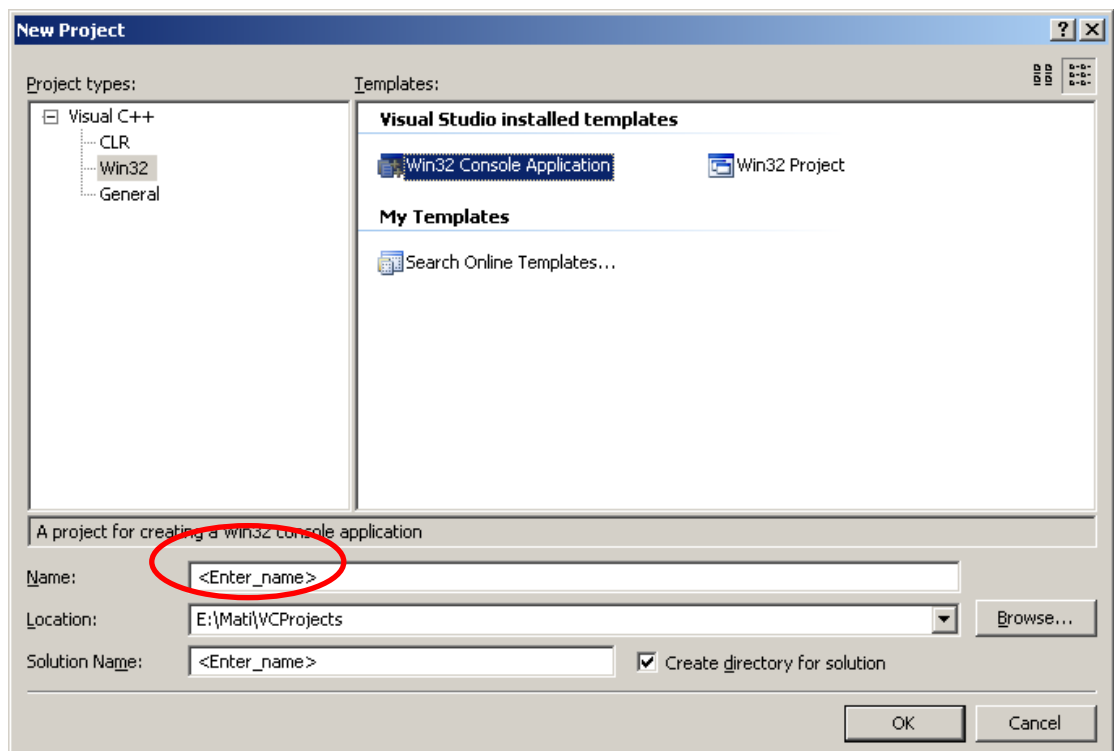 New Project
Project types:
Templates:
Visual C++
CLR
Win32
General
Visual Studio installed templates
Win32 Console Application
Win32 Project
My Templates
Search Online Templates...
A project for creating a Win32 console application
Name:
<Enter_name>
Location:
E:\Mati\VCProjects
Browse...
Solution Name:
<Enter_name>
Create directory for solution
OK
Cancel